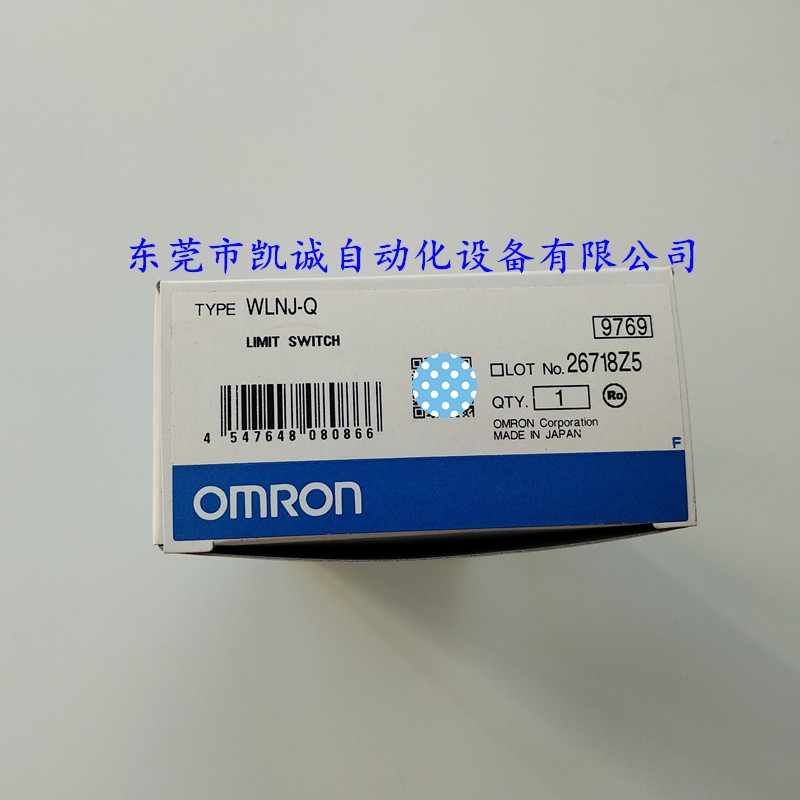 东莞市凯诚自动化设备有限公司
TYPE WLNJ-Q
LIMIT SWITCH
9769
LOT No. 26718Z5
QTY. 1
Ro
OMRON Corporation
MADE IN JAPAN
4 547648 080866
F
OMRON